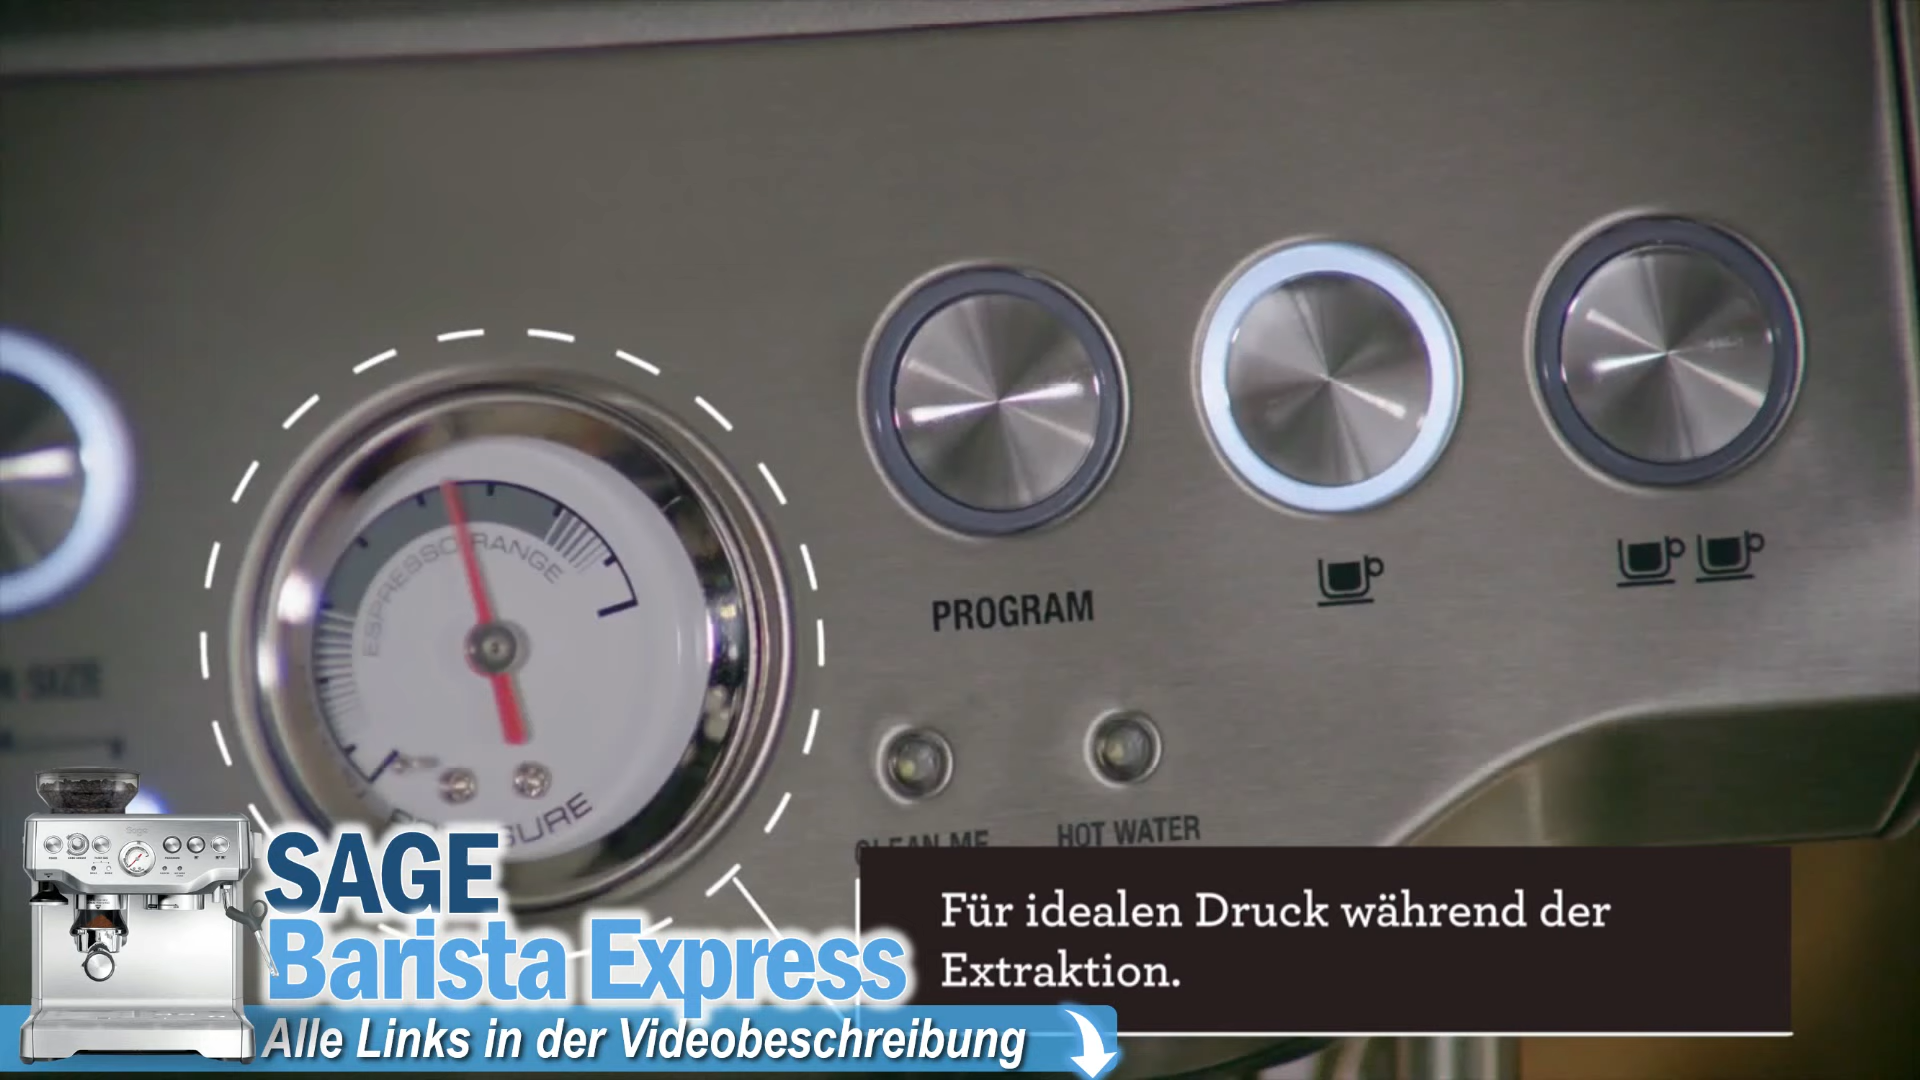 ESPRESSO RANGE
PROGRAM
SIZE
PRESSURE
CLEAN ME
HOT WATER
Für idealen Druck während der
Extraktion.
SAGE
Barista Express
Alle Links in der Videobeschreibung